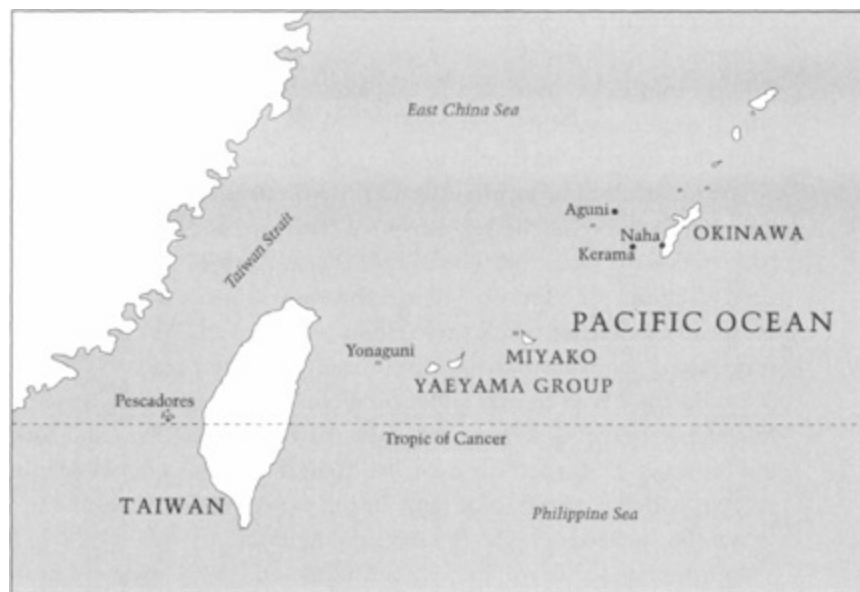 East China Sea
Taiwan Strait
Aguni
Naha
OKINAWA
Kerama
PACIFIC OCEAN
Yonaguni
MIYAKO
YAEYAMA GROUP
Pescadores
Tropic of Cancer
TAIWAN
Philippine Sea